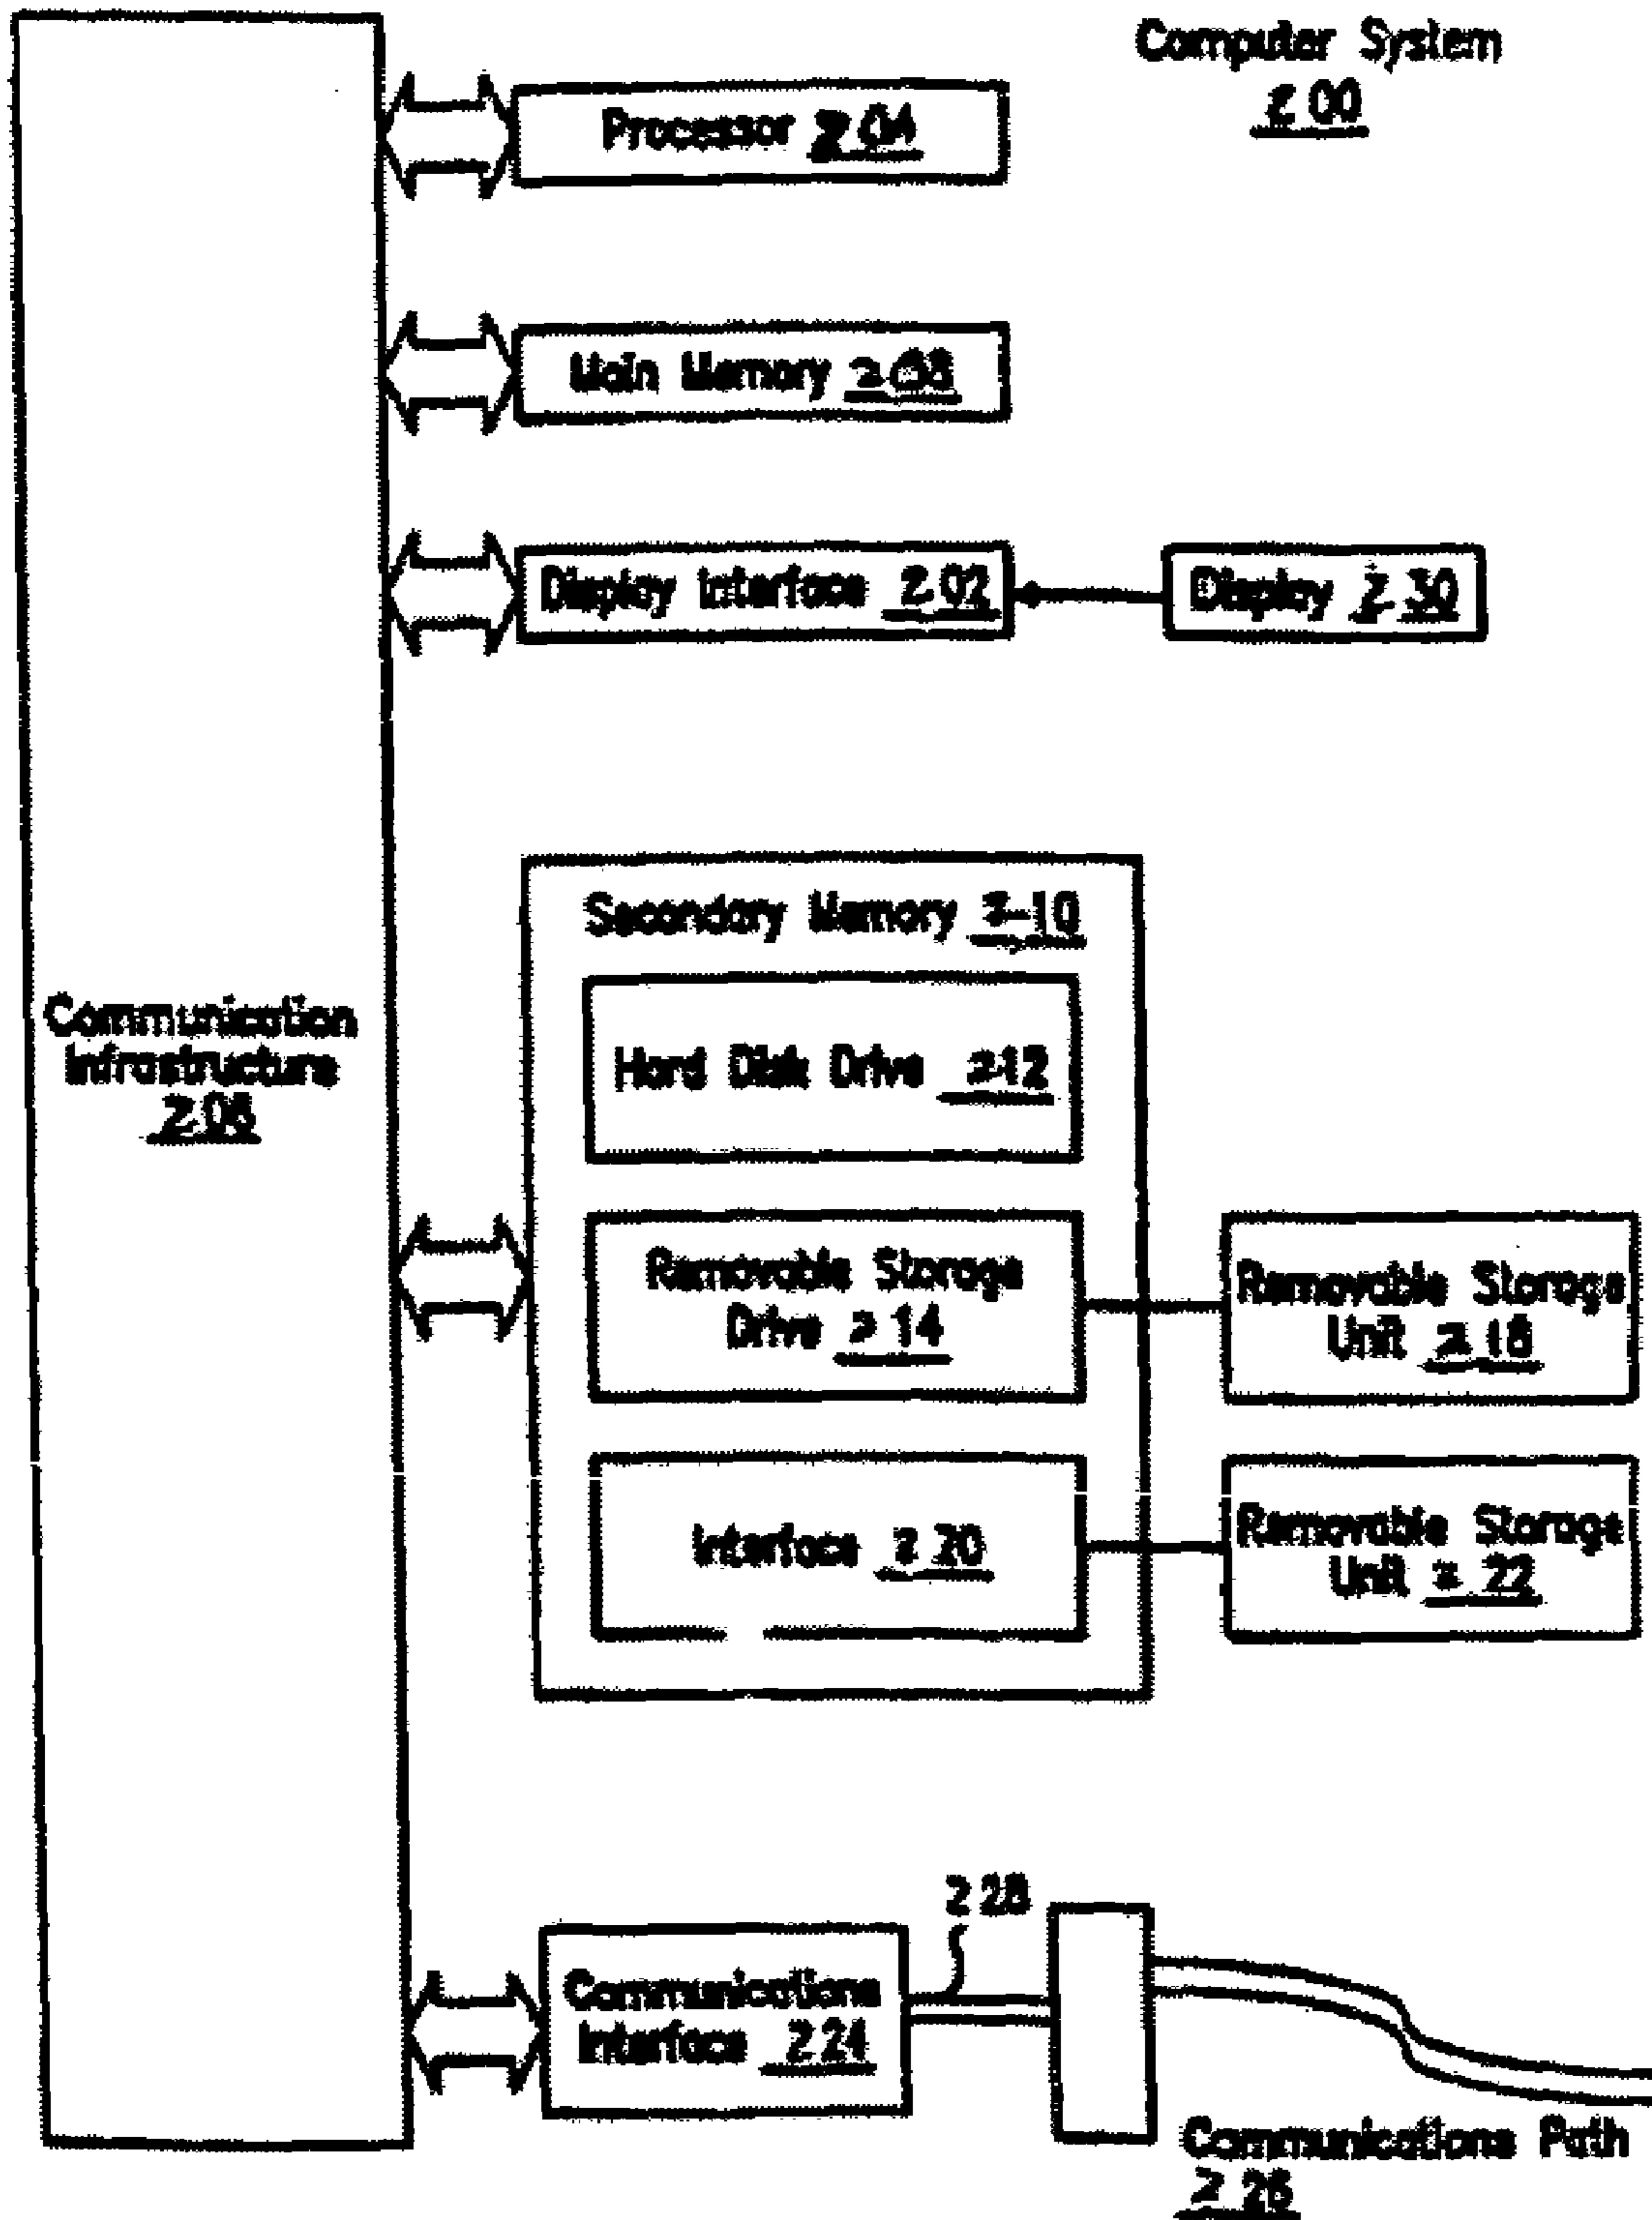 Computer System
200
Processor 204
Main Memory 208
Display Interface 202
Display 230
Secondary Memory 210
Communication
Infrastructure
206
Hard Disk Drive 212
Removable Storage
Drive 214
Removable Storage
Unit 218
Interface 220
Removable Storage
Unit 222
228
Communications
Interface 224
Communications Path
226